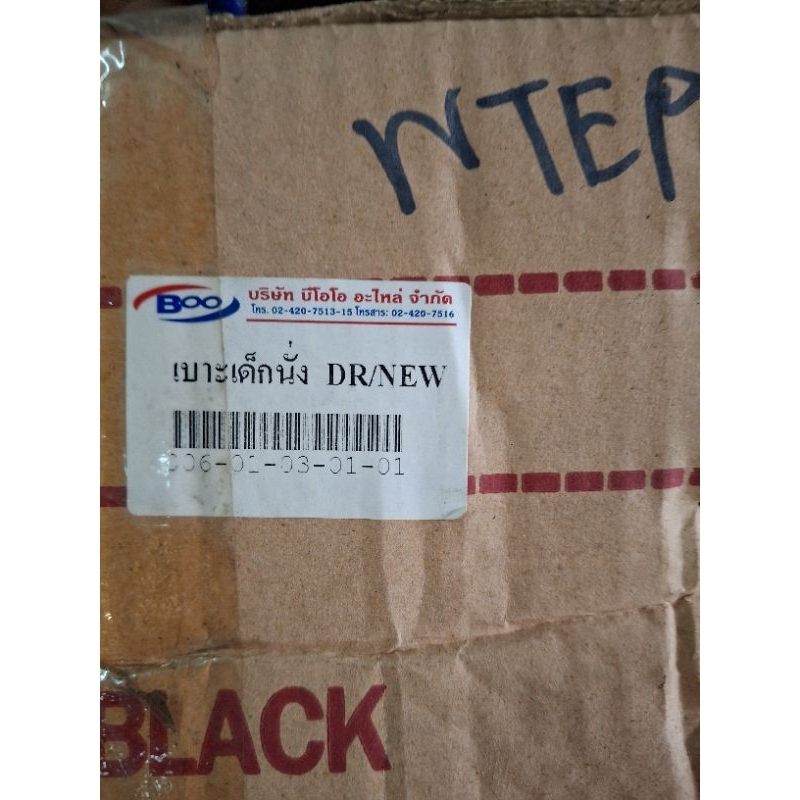 NTEP
BOO
บริษัท บีโอโอ อะไหล่ จำกัด
โทร. 02-420-7513-15 โทรสาร: 02-420-7516
เบาะเด็กนั่ง DR/NEW
006-01-03-01-01
BLACK